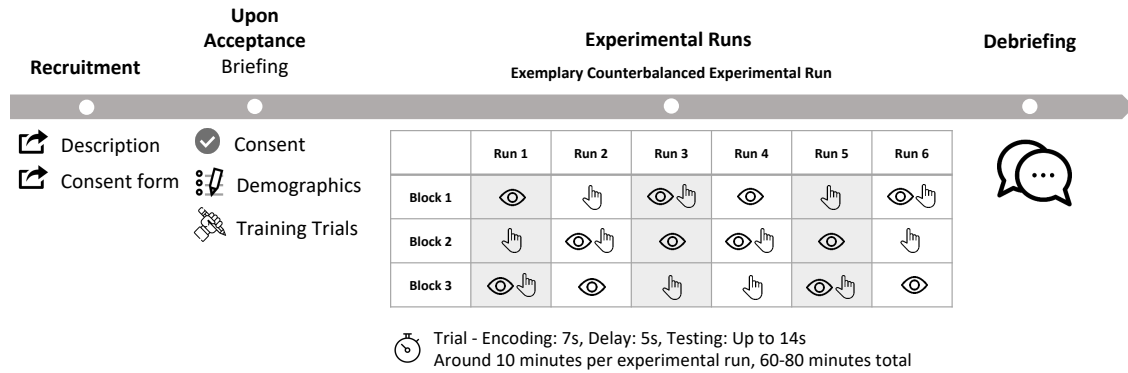 Recruitment
Upon
Acceptance
Briefing
Experimental Runs
Exemplary Counterbalanced Experimental Run
Debriefing
Description
Consent form
Consent
Demographics
Training Trials
Run 1 Run 2 Run 3 Run 4 Run 5 Run 6
Block 1
Block 2
Block 3
Trial - Encoding: 7s, Delay: 5s, Testing: Up to 14s
Around 10 minutes per experimental run, 60-80 minutes total